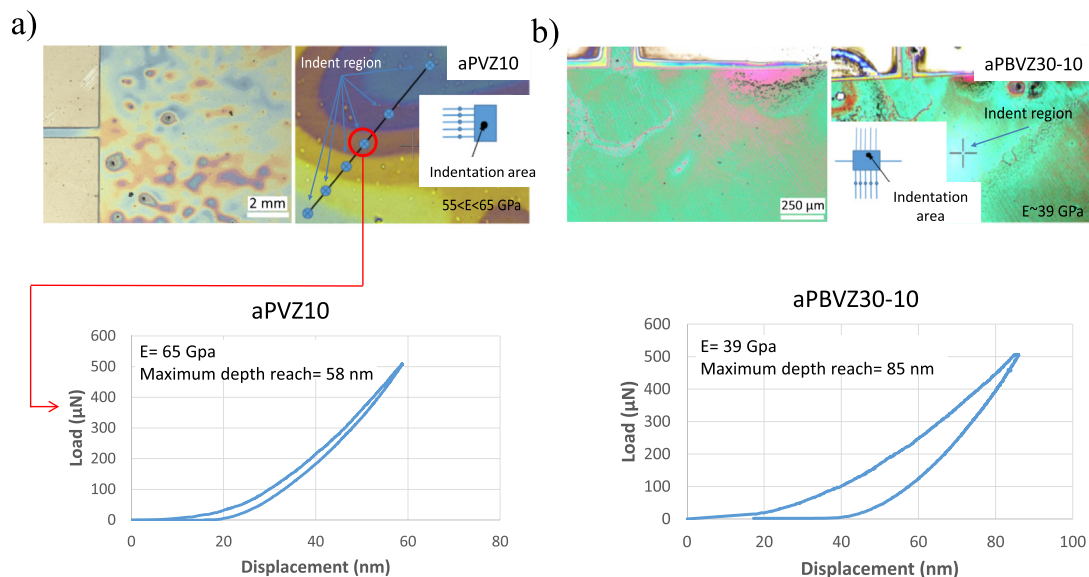 a)
Indent region
aPVZ10
Indentation area
2 mm
55<E<65 GPa
b)
aPBVZ30-10
Indent region
Indentation area
250 µm
E~39 GPa
aPVZ10
E= 65 Gpa
Maximum depth reach= 58 nm
Load (µN)
600
500
400
300
200
100
0
0 20 40 60 80
Displacement (nm)
aPBVZ30-10
E= 39 Gpa
Maximum depth reach= 85 nm
Load (µN)
600
500
400
300
200
100
0
0 20 40 60 80 100
Displacement (nm)